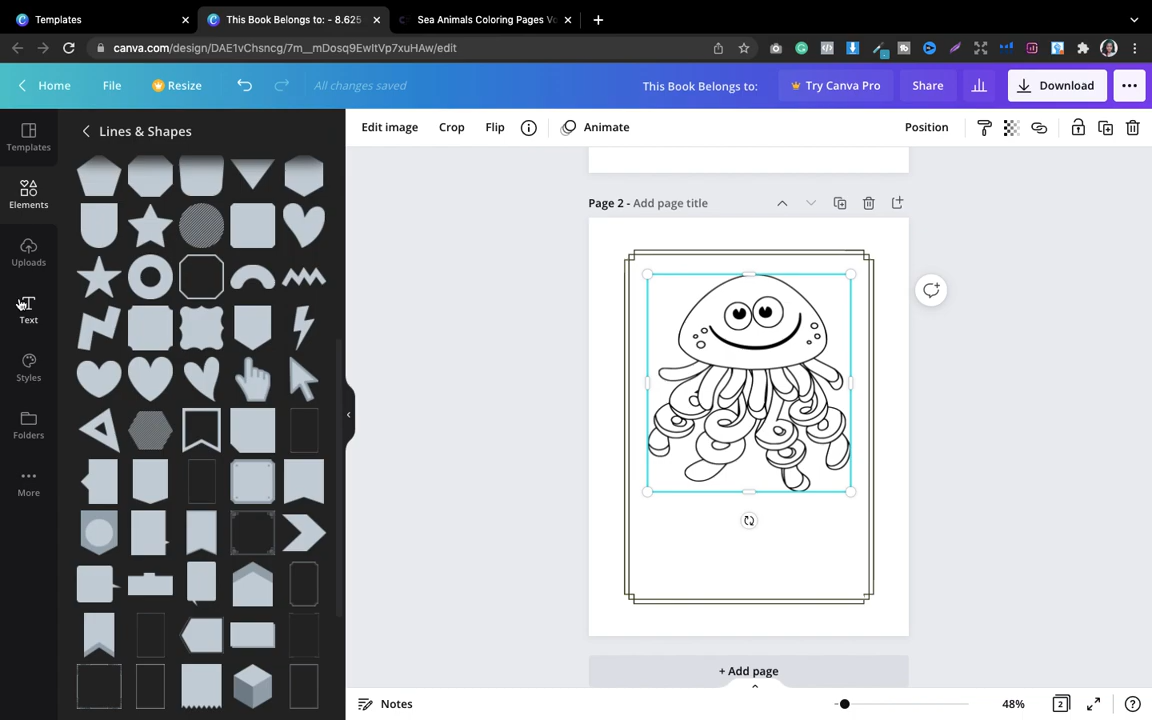 Templates
This Book Belongs to: - 8.625
Sea Animals Coloring Pages Vo
canva.com/design/DAE1vChsncg/7m__mDosq9EwItVp7xuHAw/edit
Home
File
Resize
All changes saved
This Book Belongs to:
Try Canva Pro
Share
Download
Templates
Elements
Uploads
Text
Styles
Folders
More
Lines & Shapes
Edit image
Crop
Flip
Animate
Position
Page 2 - Add page title
+ Add page
Notes
48%
2